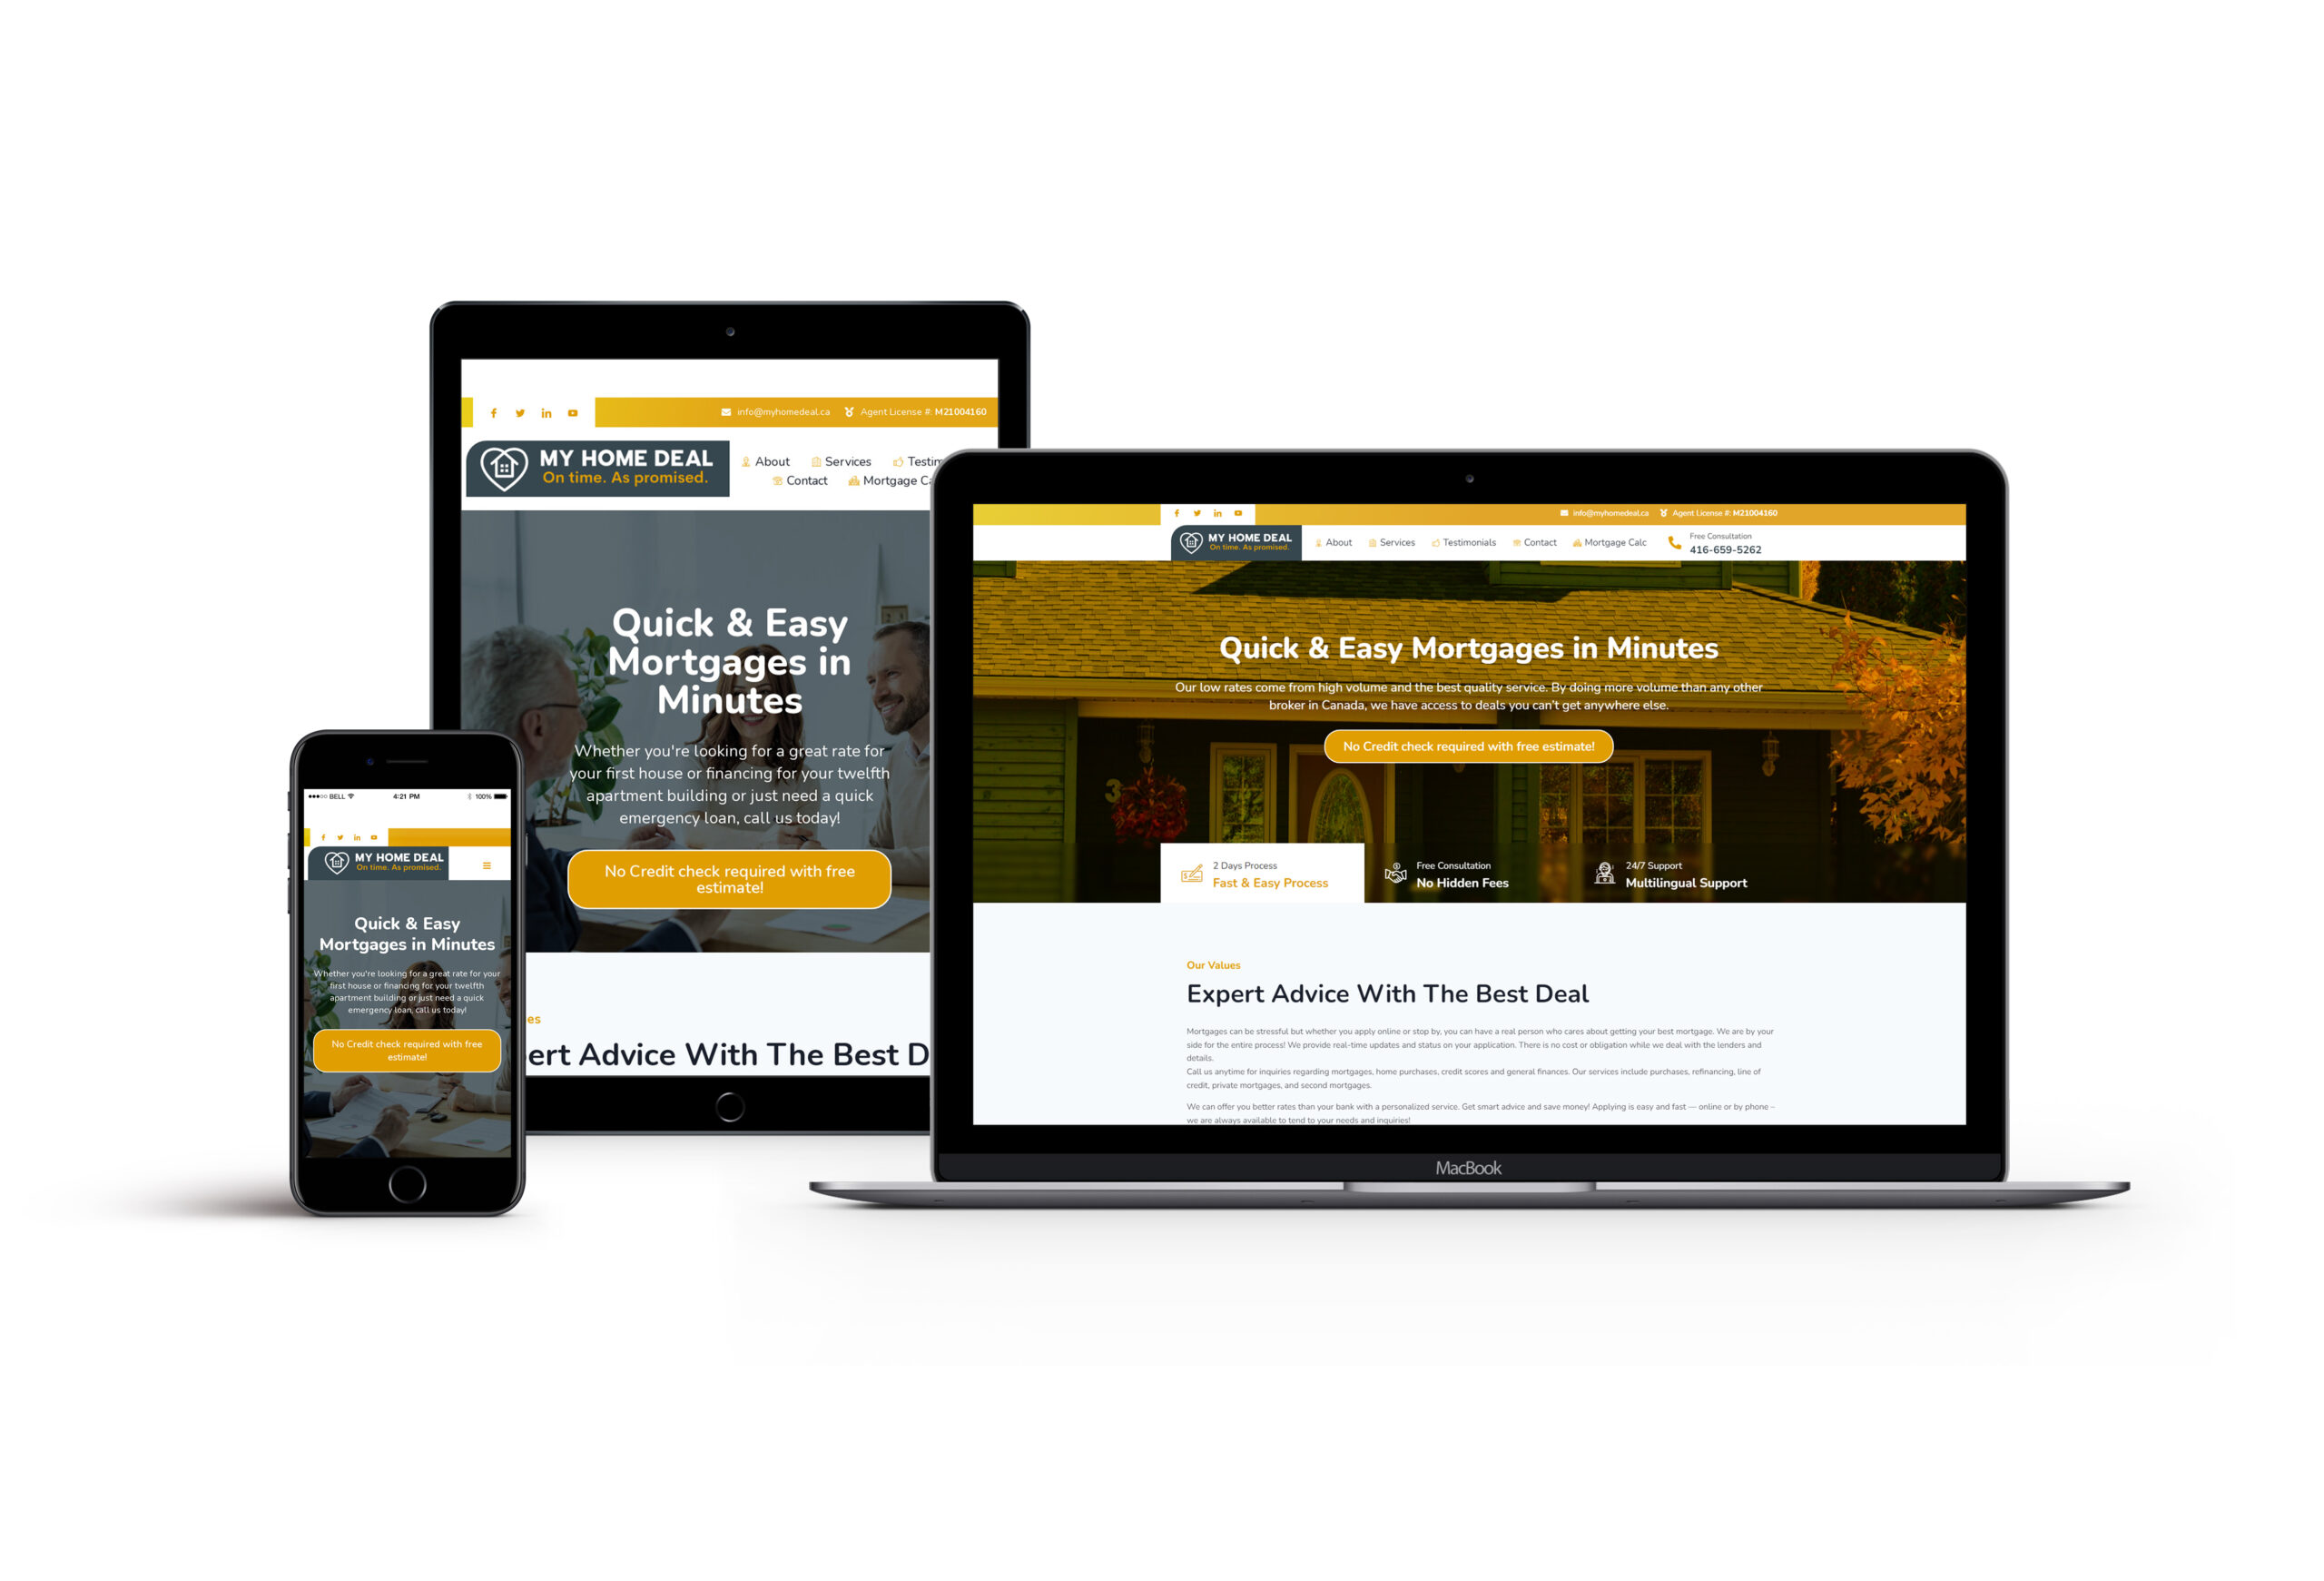 info@myhomedeal.ca Agent License #: M21004160
MY HOME DEAL
On time. As promised.
About Services Testim
Contact Mortgage Ca
Quick & Easy
Mortgages in
Minutes
Whether you're looking for a great rate for
your first house or financing for your twelfth
apartment building or just need a quick
emergency loan, call us today!
No Credit check required with free
estimate!
es
ert Advice With The Best D
BELL 4:21 PM 100%
MY HOME DEAL
On time. As promised.
Quick & Easy
Mortgages in Minutes
Whether you're looking for a great rate for your
first house or financing for your twelfth
apartment building or just need a quick
emergency loan, call us today!
No Credit check required with free
estimate!
info@myhomedeal.ca Agent License #: M21004160
MY HOME DEAL
On time. As promised.
About Services Testimonials Contact Mortgage Calc
Free Consultation
416-659-5262
Quick & Easy Mortgages in Minutes
Our low rates come from high volume and the best quality service. By doing more volume than any other
broker in Canada, we have access to deals you can't get anywhere else.
No Credit check required with free estimate!
3
2 Days Process
Fast & Easy Process
Free Consultation
No Hidden Fees
24/7 Support
Multilingual Support
Our Values
Expert Advice With The Best Deal
Mortgages can be stressful but whether you apply online or stop by, you can have a real person who cares about getting your best mortgage. We are by your
side for the entire process! We provide real-time updates and status on your application. There is no cost or obligation while we deal with the lenders and
details.
Call us anytime for inquiries regarding mortgages, home purchases, credit scores and general finances. Our services include purchases, refinancing, line of
credit, private mortgages, and second mortgages.
We can offer you better rates than your bank with a personalized service. Get smart advice and save money! Applying is easy and fast — online or by phone –
we are always available to tend to your needs and inquiries!
MacBook